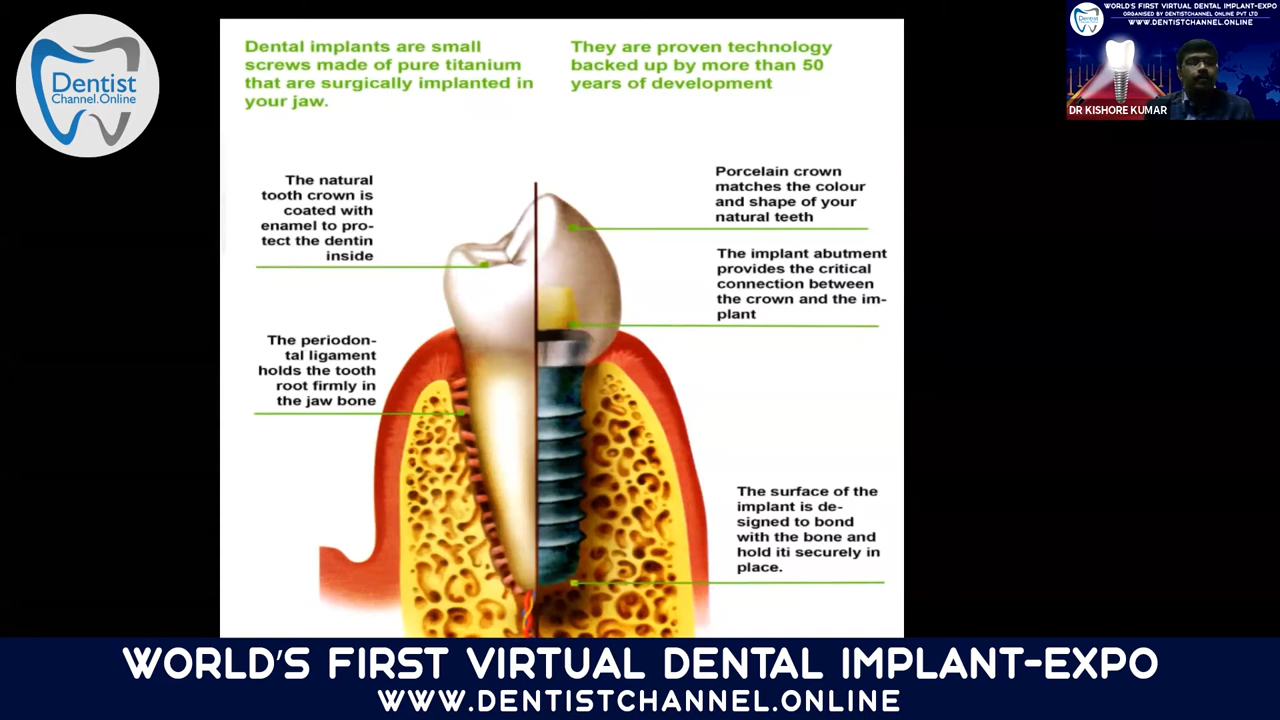 Dentist
Channel.Online
Dental implants are small
screws made of pure titanium
that are surgically implanted in
your jaw.
They are proven technology
backed up by more than 50
years of development
WORLD'S FIRST VIRTUAL DENTAL IMPLANT-EXPO
ORGANISED BY DENTISTCHANNEL ONLINE PVT LTD
WWW.DENTISTCHANNEL.ONLINE
Dentist
DR KISHORE KUMAR
The natural
tooth crown is
coated with
enamel to pro-
tect the dentin
inside
Porcelain crown
matches the colour
and shape of your
natural teeth
The implant abutment
provides the critical
connection between
the crown and the im-
plant
The periodon-
tal ligament
holds the tooth
root firmly in
the jaw bone
The surface of the
implant is de-
signed to bond
with the bone and
hold iti securely in
place.
WORLD'S FIRST VIRTUAL DENTAL IMPLANT-EXPO
WWW.DENTISTCHANNEL.ONLINE